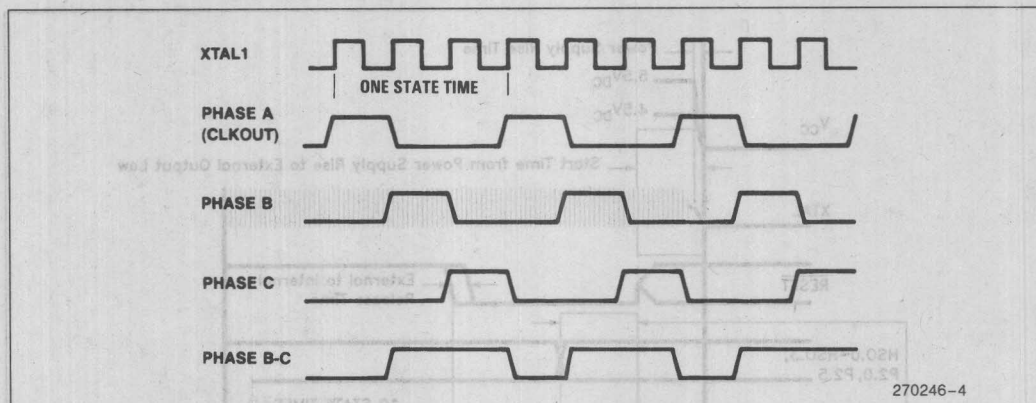 XTAL1
ONE STATE TIME
PHASE A
(CLKOUT)
PHASE B
PHASE C
PHASE B-C
270246-4